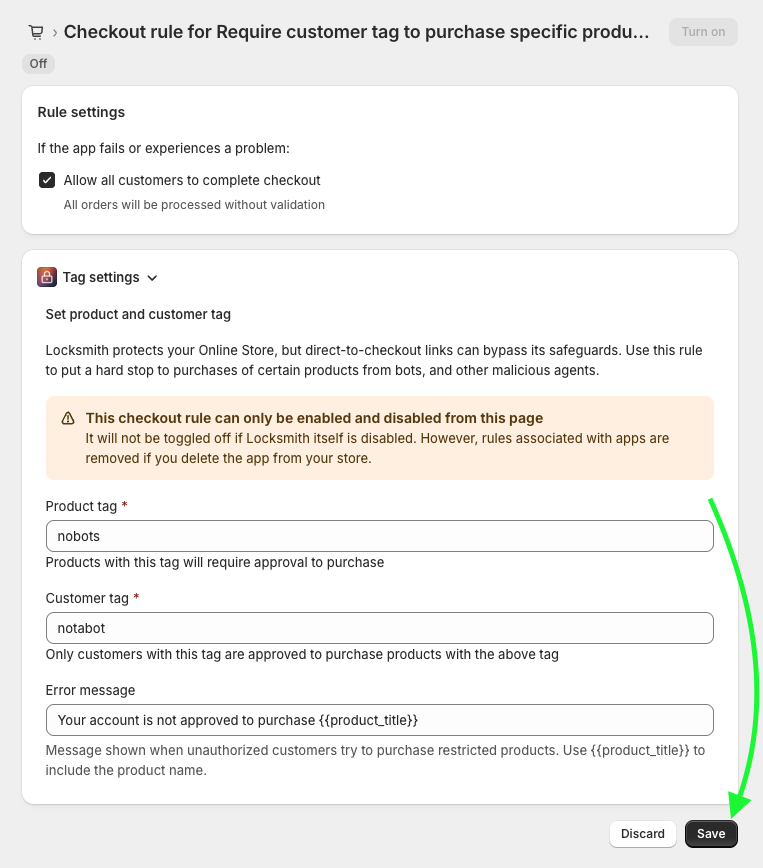 › Checkout rule for Require customer tag to purchase specific produ...
Turn on
Off
Rule settings
If the app fails or experiences a problem:
Allow all customers to complete checkout
All orders will be processed without validation
Tag settings
Set product and customer tag
Locksmith protects your Online Store, but direct-to-checkout links can bypass its safeguards. Use this rule
to put a hard stop to purchases of certain products from bots, and other malicious agents.
This checkout rule can only be enabled and disabled from this page
It will not be toggled off if Locksmith itself is disabled. However, rules associated with apps are
removed if you delete the app from your store.
Product tag *
nobots
Products with this tag will require approval to purchase
Customer tag *
notabot
Only customers with this tag are approved to purchase products with the above tag
Error message
Your account is not approved to purchase {{product_title}}
Message shown when unauthorized customers try to purchase restricted products. Use {{product_title}} to
include the product name.
Discard
Save